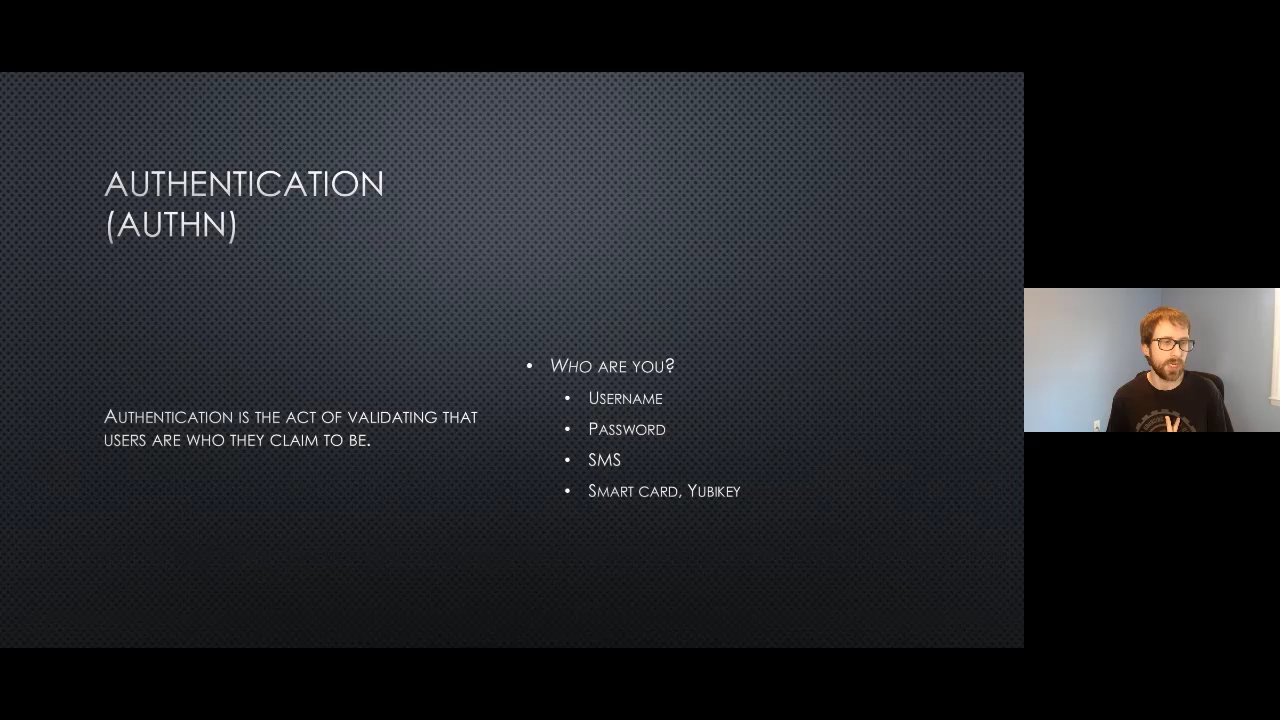 AUTHENTICATION
(AUTHN)
AUTHENTICATION IS THE ACT OF VALIDATING THAT
USERS ARE WHO THEY CLAIM TO BE.
• WHO ARE YOU?
• USERNAME
• PASSWORD
• SMS
• SMART CARD, YUBIKEY